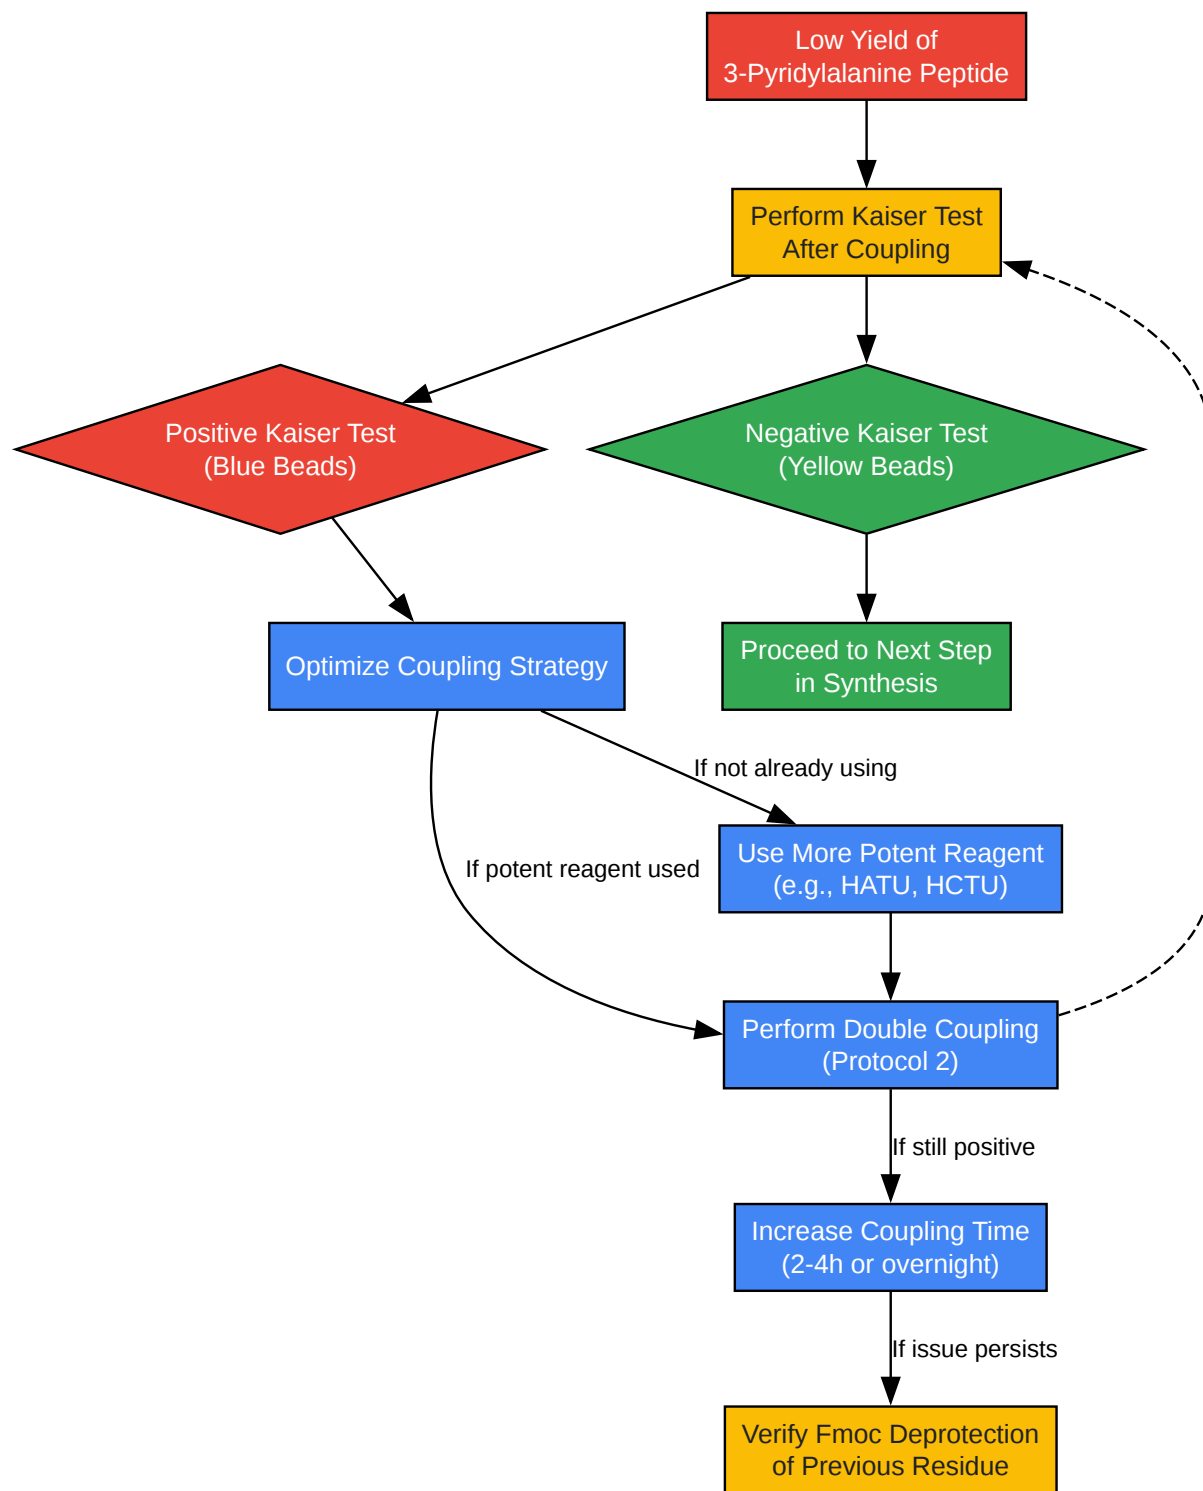 Low Yield of
3-Pyridylalanine Peptide
Perform Kaiser Test
After Coupling
Positive Kaiser Test
(Blue Beads)
Negative Kaiser Test
(Yellow Beads)
Optimize Coupling Strategy
Proceed to Next Step
in Synthesis
If not already using
If potent reagent used
Use More Potent Reagent
(e.g., HATU, HCTU)
Perform Double Coupling
(Protocol 2)
If still positive
Increase Coupling Time
(2-4h or overnight)
If issue persists
Verify Fmoc Deprotection
of Previous Residue